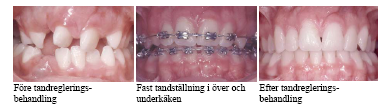 Före tandreglerings-
behandling
Fast tandställning i över och
underkäken
Efter tandreglerings-
behandling